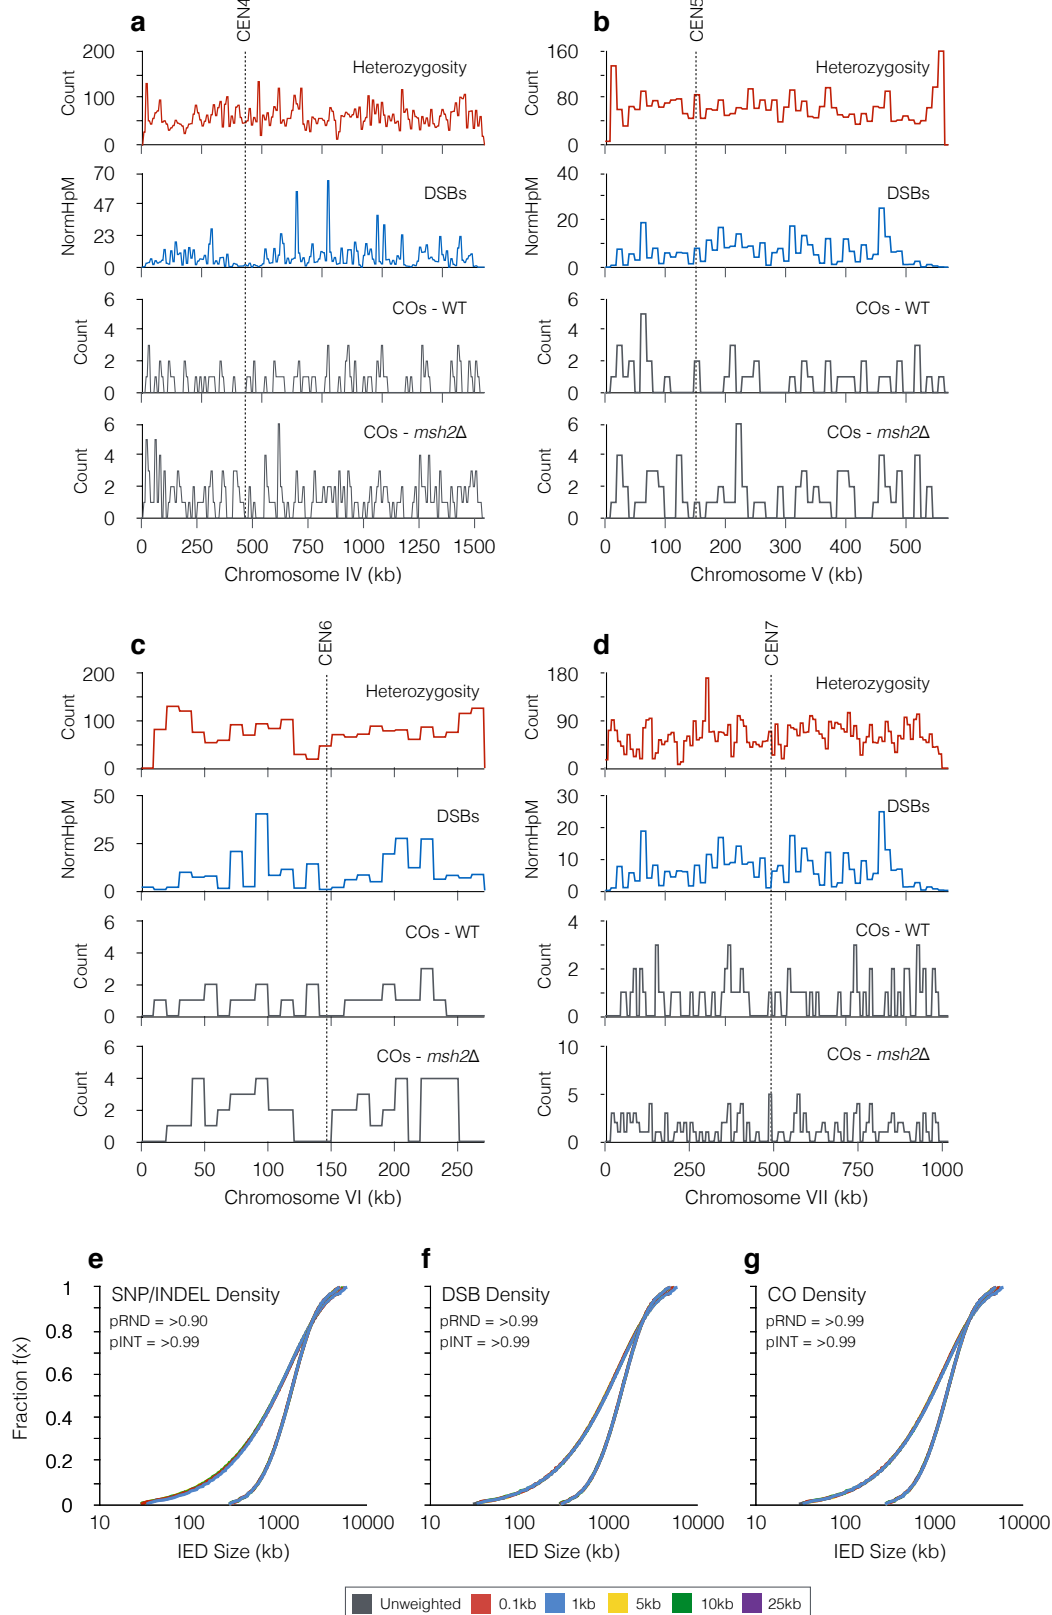 a
CEN4
200
100
0
Count
Heterozygosity
70
47
23
0
NormHpM
DSBs
6
4
2
0
Count
COs - WT
6
4
2
0
Count
COs - msh2Δ
0 250 500 750 1000 1250 1500
Chromosome IV (kb)
b
CEN5
160
80
0
Count
Heterozygosity
40
20
0
NormHpM
DSBs
6
4
2
0
Count
COs - WT
6
4
2
0
Count
COs - msh2Δ
0 100 200 300 400 500
Chromosome V (kb)
c
CEN6
200
100
0
Count
Heterozygosity
50
25
0
NormHpM
DSBs
6
4
2
0
Count
COs - WT
6
4
2
0
Count
COs - msh2Δ
0 50 100 150 200 250
Chromosome VI (kb)
d
CEN7
180
90
0
Count
Heterozygosity
30
20
10
0
NormHpM
DSBs
4
2
0
Count
COs - WT
10
5
0
Count
COs - msh2Δ
0 250 500 750 1000
Chromosome VII (kb)
e
SNP/INDEL Density
pRND = >0.90
pINT = >0.99
1
0.8
0.6
0.4
0.2
0
Fraction f(x)
10 100 1000 10000
IED Size (kb)
f
DSB Density
pRND = >0.99
pINT = >0.99
10 100 1000 10000
IED Size (kb)
g
CO Density
pRND = >0.99
pINT = >0.99
10 100 1000 10000
IED Size (kb)
Unweighted 0.1kb 1kb 5kb 10kb 25kb